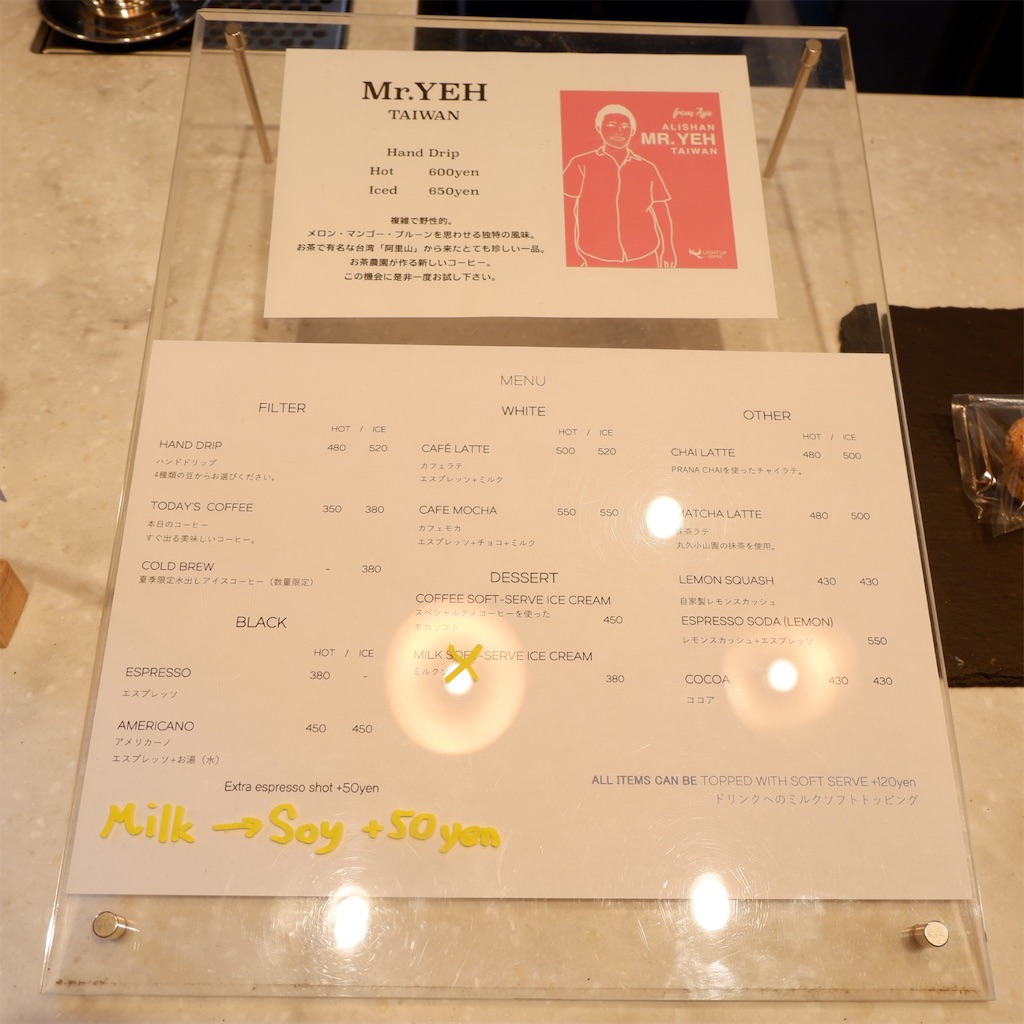 Mr.YEH
TAIWAN
Hand Drip
Hot 600yen
Iced 650yen
複雑で野性的。
メロン・マンゴー・プルーンを思わせる独特の風味。
お茶で有名な台湾「阿里山」から来たとても珍しい一品。
お茶農園が作る新しいコーヒー。
この機会に是非一度お試し下さい。
ALISHAN
MR.YEH
TAIWAN
MENU
FILTER
HOT / ICE
HAND DRIP 480 520
ハンドドリップ
4種類の豆からお選びください。
TODAY'S COFFEE 350 380
本日のコーヒー
すぐ出る美味しいコーヒー。
COLD BREW - 380
夏季限定水出しアイスコーヒー（数量限定）
BLACK
HOT / ICE
ESPRESSO 380 -
エスプレッソ
AMERICANO 450 450
アメリカーノ
エスプレッソ+お湯（水）
Extra espresso shot +50yen
WHITE
HOT / ICE
CAFÉ LATTE 500 520
カフェラテ
エスプレッソ+ミルク
CAFE MOCHA 550 550
カフェモカ
エスプレッソ+チョコ+ミルク
DESSERT
COFFEE SOFT-SERVE ICE CREAM
スペシャルティコーヒーを使った 450
モカソフト
MILK SOFT-SERVE ICE CREAM
380
OTHER
HOT / ICE
CHAI LATTE 480 500
PRANA CHAIを使ったチャイラテ。
MATCHA LATTE 480 500
抹茶ラテ
丸久小山園の抹茶を使用。
LEMON SQUASH 430 430
自家製レモンスカッシュ
ESPRESSO SODA (LEMON)
レモンスカッシュ+エスプレッソ 550
COCOA 430 430
ココア
ALL ITEMS CAN BE TOPPED WITH SOFT SERVE +120yen
ドリンクへのミルクソフトトッピング
Milk → Soy +50yen